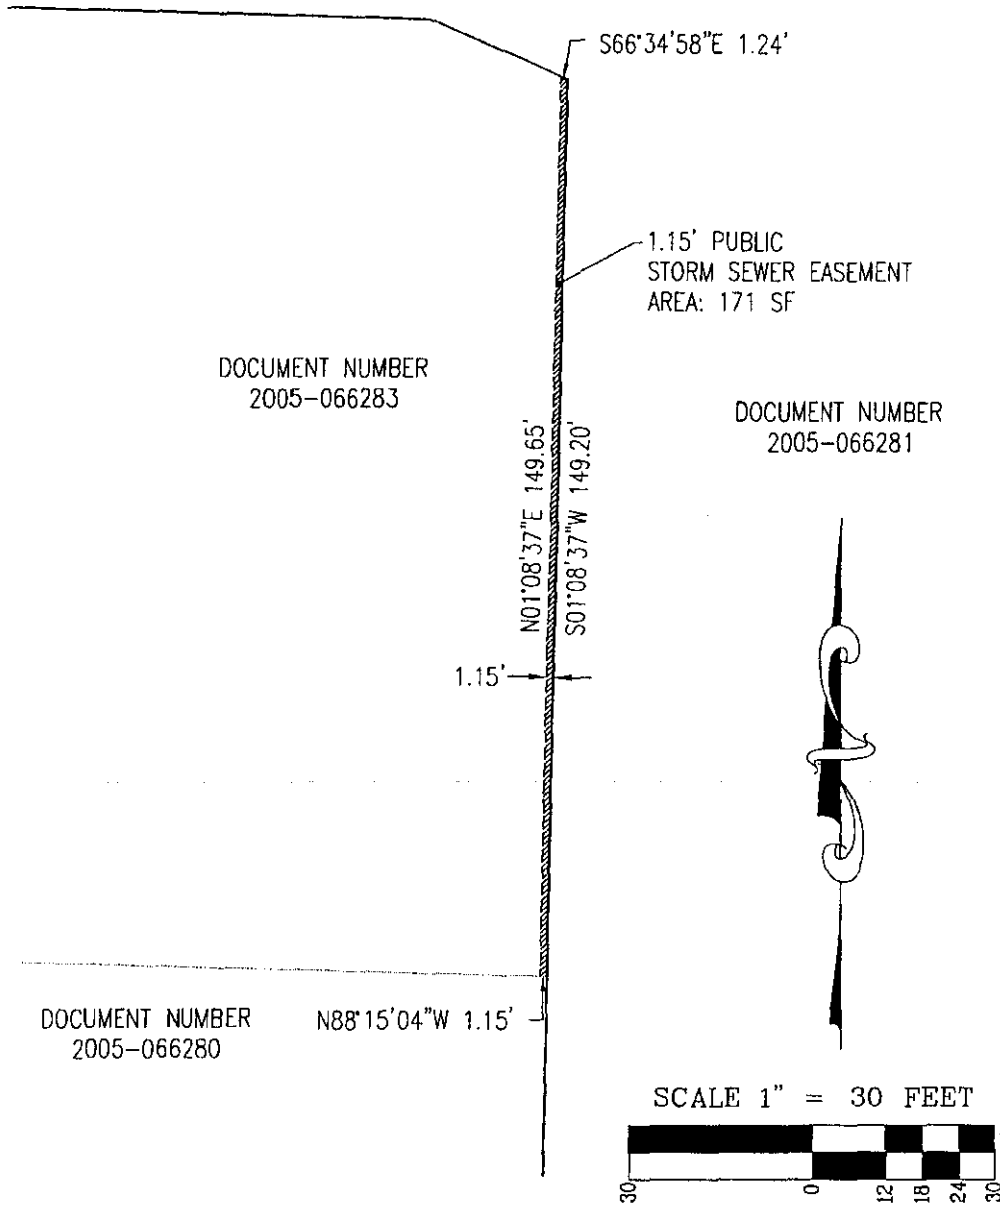 S66°34'58"E 1.24'
1.15' PUBLIC
STORM SEWER EASEMENT
AREA: 171 SF
DOCUMENT NUMBER
2005-066283
DOCUMENT NUMBER
2005-066281
N01°08'37"E 149.65'
S01°08'37"W 149.20'
1.15'
DOCUMENT NUMBER
2005-066280
N88°15'04"W 1.15'
SCALE 1" = 30 FEET
30 0 12 18 24 30